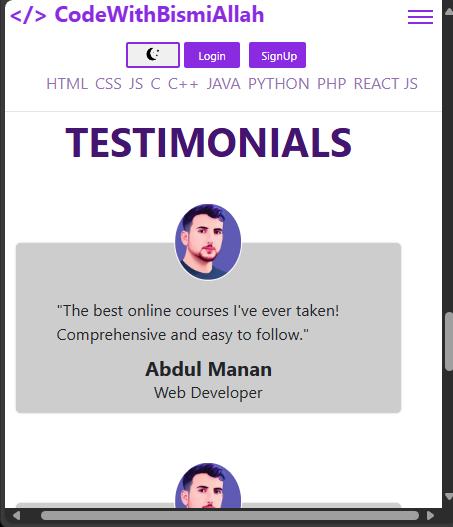 </> CodeWithBismiAllah
Login SignUp
HTML CSS JS C C++ JAVA PYTHON PHP REACT JS
TESTIMONIALS
"The best online courses I've ever taken!
Comprehensive and easy to follow."
Abdul Manan
Web Developer